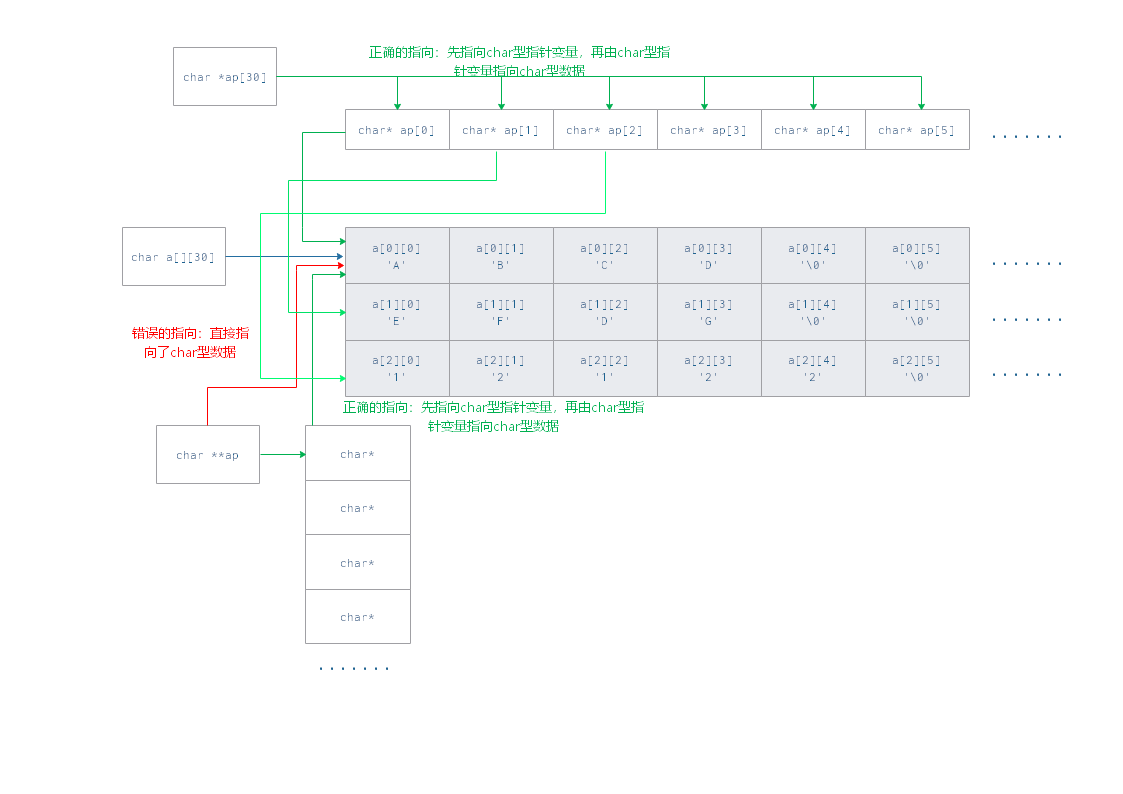 正确的指向：先指向char型指针变量，再由char型指
针变量指向char型数据
char *ap[30]
char* ap[0] char* ap[1] char* ap[2] char* ap[3] char* ap[4] char* ap[5] .......
char a[][30]
a[0][0] a[0][1] a[0][2] a[0][3] a[0][4] a[0][5]
'A' 'B' 'C' 'D' '\0' '\0' .......
a[1][0] a[1][1] a[1][2] a[1][3] a[1][4] a[1][5]
'E' 'F' 'D' 'G' '\0' '\0' .......
错误的指向：直接指
向了char型数据
a[2][0] a[2][1] a[2][2] a[2][3] a[2][4] a[2][5]
'1' '2' '1' '2' '2' '\0' .......
正确的指向：先指向char型指针变量，再由char型指
针变量指向char型数据
char **ap
char*
char*
char*
char*
.......